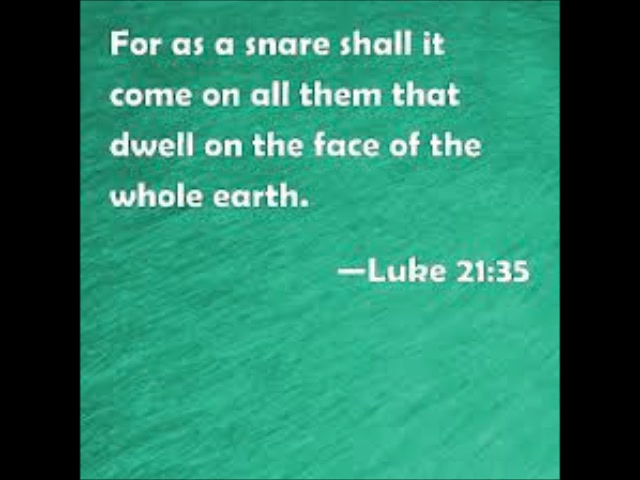 For as a snare shall it
come on all them that
dwell on the face of the
whole earth.
—Luke 21:35